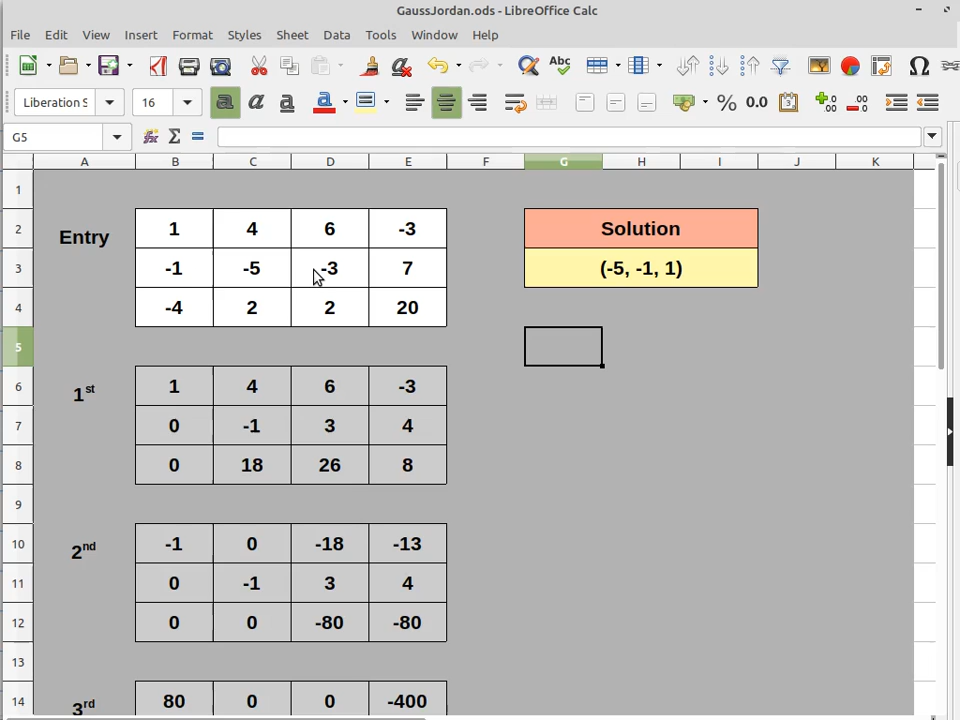 GaussJordan.ods - LibreOffice Calc
File Edit View Insert Format Styles Sheet Data Tools Window Help
Liberation S 16
G5
A B C D E F G H I J K
1
2 Entry 1 4 6 -3 Solution
3 -1 -5 -3 7 (-5, -1, 1)
4 -4 2 2 20
5
6 1st 1 4 6 -3
7 0 -1 3 4
8 0 18 26 8
9
10 2nd -1 0 -18 -13
11 0 -1 3 4
12 0 0 -80 -80
13
14 3rd 80 0 0 -400